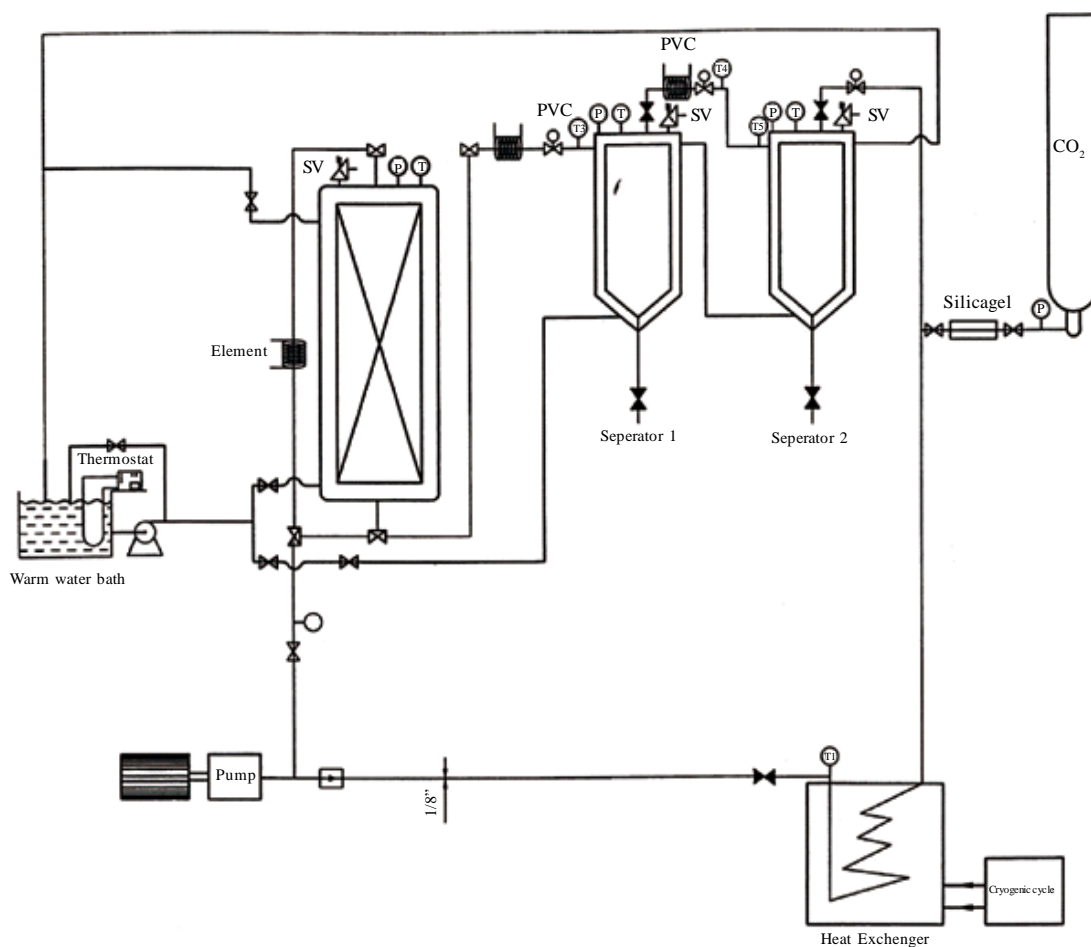 PVC
T4
PVC
T3
P
T
SV
T5
P
T
SV
CO2
SV
P
T
Silicagel
P
Element
Seperator 1
Seperator 2
Thermostat
Warm water bath
Pump
1/8”
T1
Cryogenic cycle
Heat Exchenger